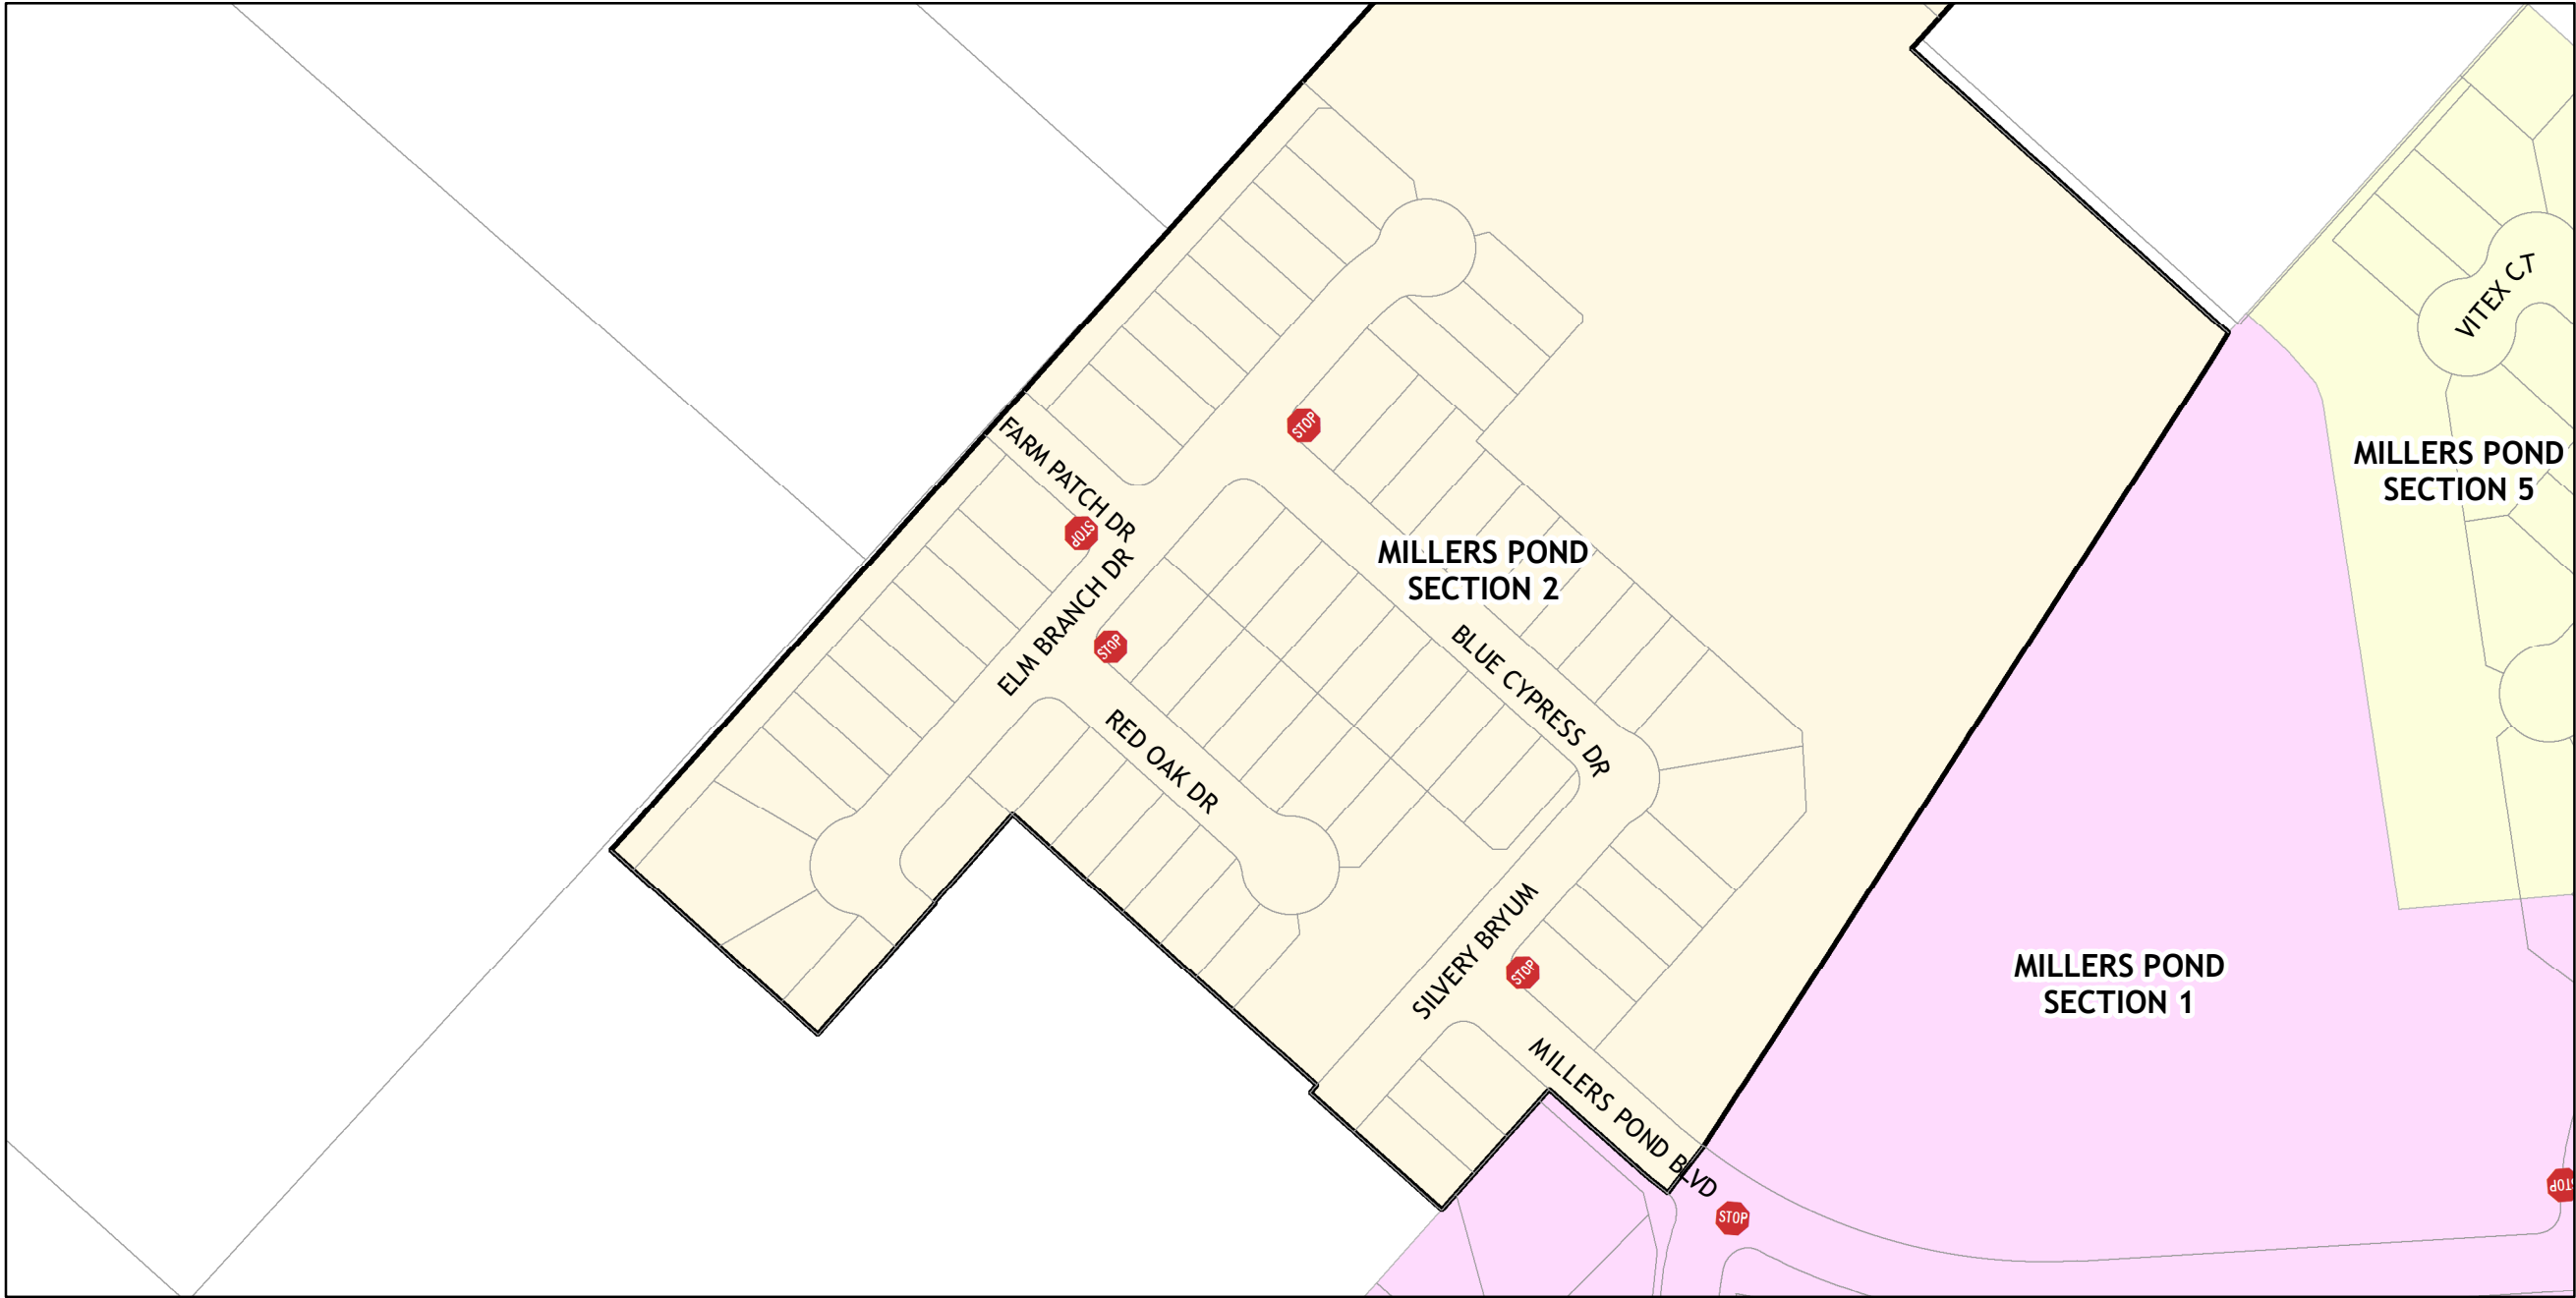 VITEX CT
STOP
FARM PATCH DR
MILLERS POND
SECTION 5
STOP
MILLERS POND
SECTION 2
ELM BRANCH DR
STOP
BLUE CYPRESS DR
RED OAK DR
SILVERY BRYUM
STOP
MILLERS POND
SECTION 1
MILLERS POND BLVD
STOP
STOP